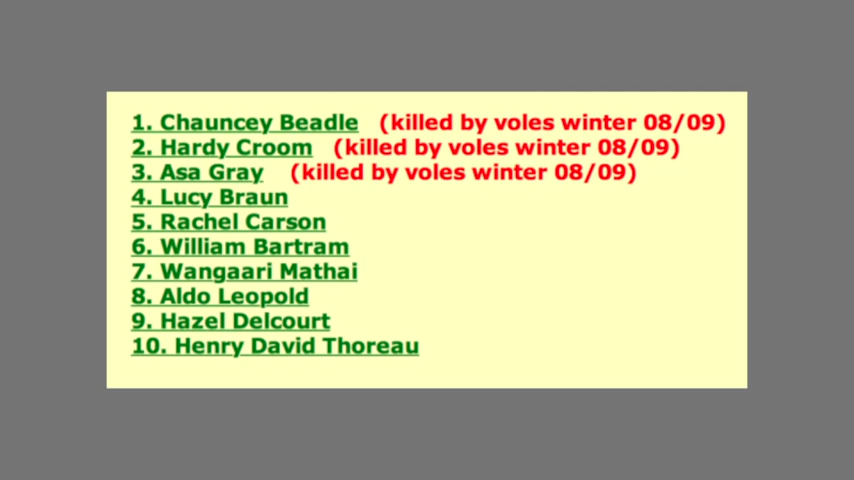 1. Chauncey Beadle (killed by voles winter 08/09)
2. Hardy Croom (killed by voles winter 08/09)
3. Asa Gray (killed by voles winter 08/09)
4. Lucy Braun
5. Rachel Carson
6. William Bartram
7. Wangaari Mathai
8. Aldo Leopold
9. Hazel Delcourt
10. Henry David Thoreau